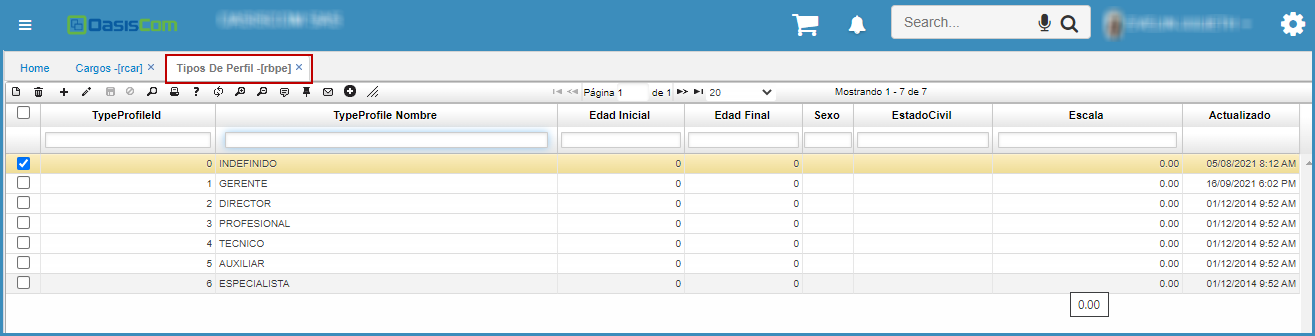 OasisCom
Search...
Home Cargos -[rcar] × Tipos De Perfil -[rbpe] ×
Página 1 de 1 20 Mostrando 1 - 7 de 7
TypeProfileId TypeProfile Nombre Edad Inicial Edad Final Sexo EstadoCivil Escala Actualizado
0 INDEFINIDO 0 0 0.00 05/08/2021 8:12 AM
1 GERENTE 0 0 0.00 16/09/2021 6:02 PM
2 DIRECTOR 0 0 0.00 01/12/2014 9:52 AM
3 PROFESIONAL 0 0 0.00 01/12/2014 9:52 AM
4 TECNICO 0 0 0.00 01/12/2014 9:52 AM
5 AUXILIAR 0 0 0.00 01/12/2014 9:52 AM
6 ESPECIALISTA 0 0 0.00 01/12/2014 9:52 AM
0.00